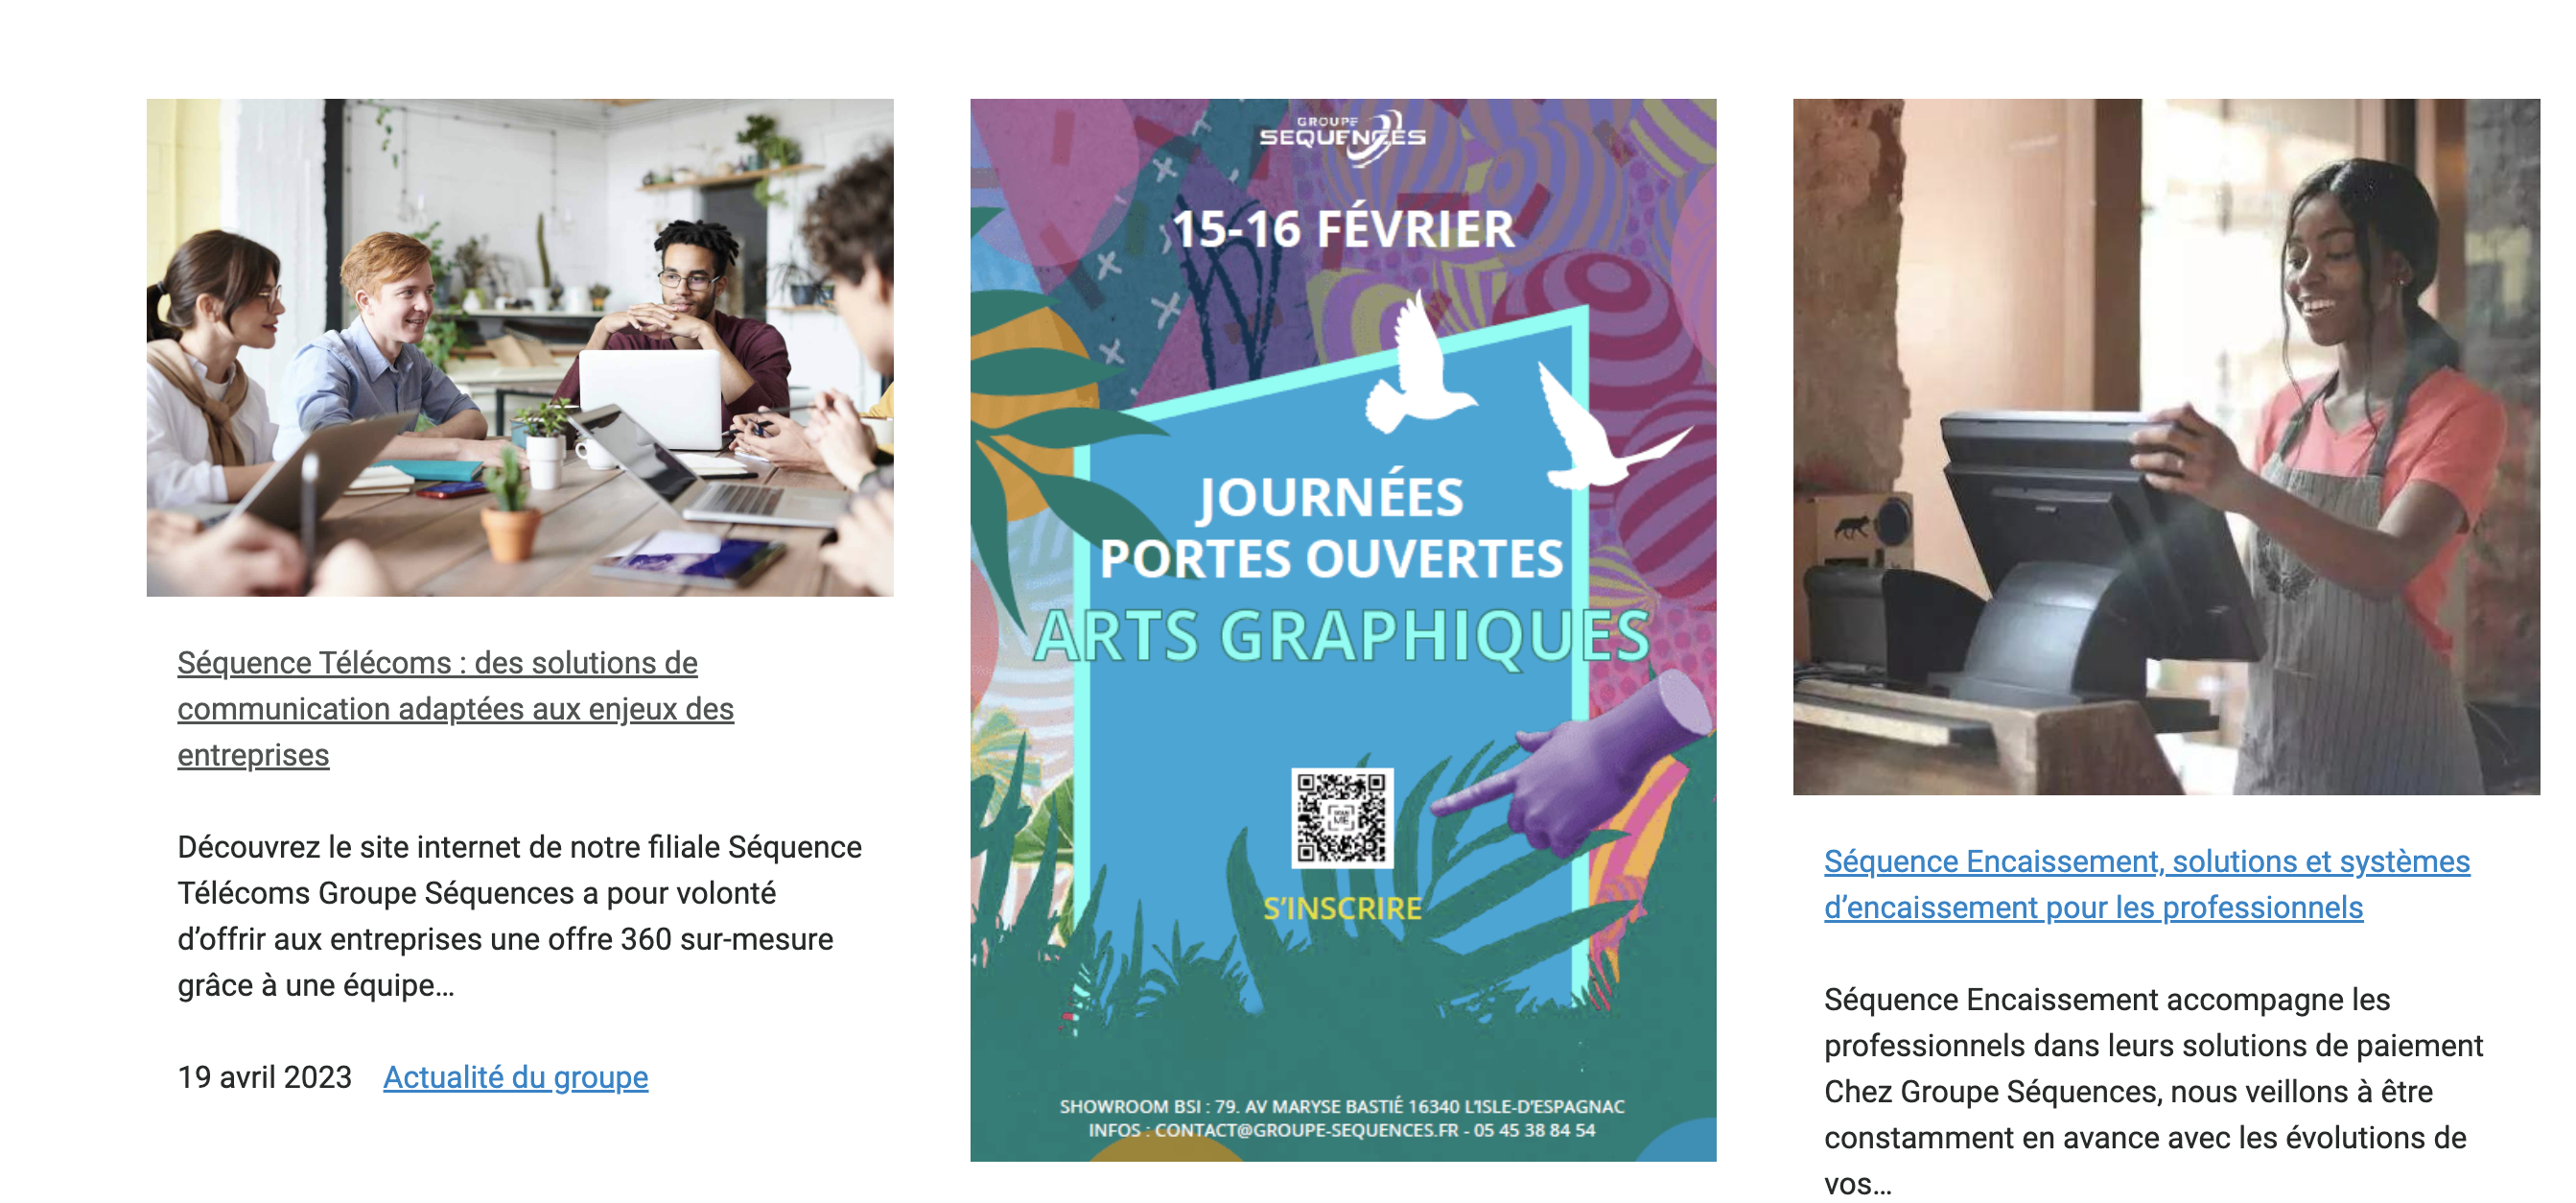 Séquence Télécoms : des solutions de
communication adaptées aux enjeux des
entreprises
Découvrez le site internet de notre filiale Séquence
Télécoms Groupe Séquences a pour volonté
d’offrir aux entreprises une offre 360 sur-mesure
grâce à une équipe…
19 avril 2023 Actualité du groupe
GROUPE
SEQUENCES
15-16 FÉVRIER
JOURNÉES
PORTES OUVERTES
ARTS GRAPHIQUES
S’INSCRIRE
SHOWROOM BSI : 79. AV MARYSE BASTIÉ 16340 L’ISLE-D’ESPAGNAC
INFOS : CONTACT@GROUPE-SEQUENCES.FR - 05 45 38 84 54
Séquence Encaissement, solutions et systèmes
d’encaissement pour les professionnels
Séquence Encaissement accompagne les
professionnels dans leurs solutions de paiement
Chez Groupe Séquences, nous veillons à être
constamment en avance avec les évolutions de
vos…